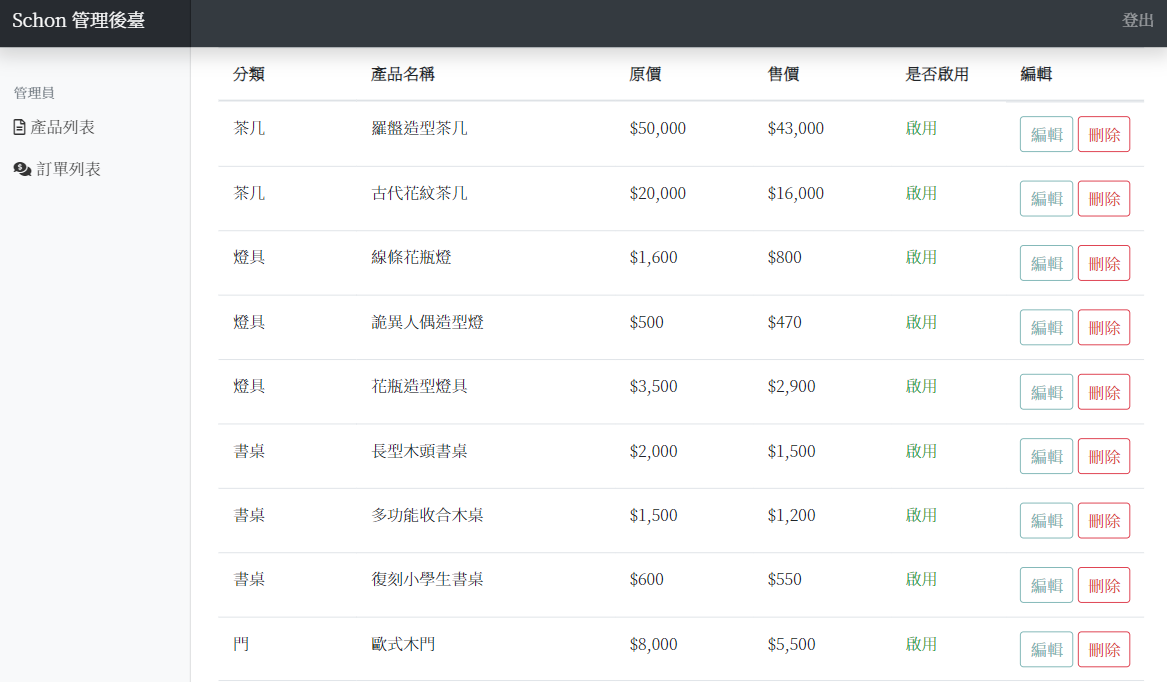 Schon 管理後臺 登出
管理員
產品列表
訂單列表
分類 產品名稱 原價 售價 是否啟用 編輯
茶几 羅盤造型茶几 $50,000 $43,000 啟用 編輯 刪除
茶几 古代花紋茶几 $20,000 $16,000 啟用 編輯 刪除
燈具 線條花瓶燈 $1,600 $800 啟用 編輯 刪除
燈具 詭異人偶造型燈 $500 $470 啟用 編輯 刪除
燈具 花瓶造型燈具 $3,500 $2,900 啟用 編輯 刪除
書桌 長型木頭書桌 $2,000 $1,500 啟用 編輯 刪除
書桌 多功能收合木桌 $1,500 $1,200 啟用 編輯 刪除
書桌 復刻小學生書桌 $600 $550 啟用 編輯 刪除
門 歐式木門 $8,000 $5,500 啟用 編輯 刪除